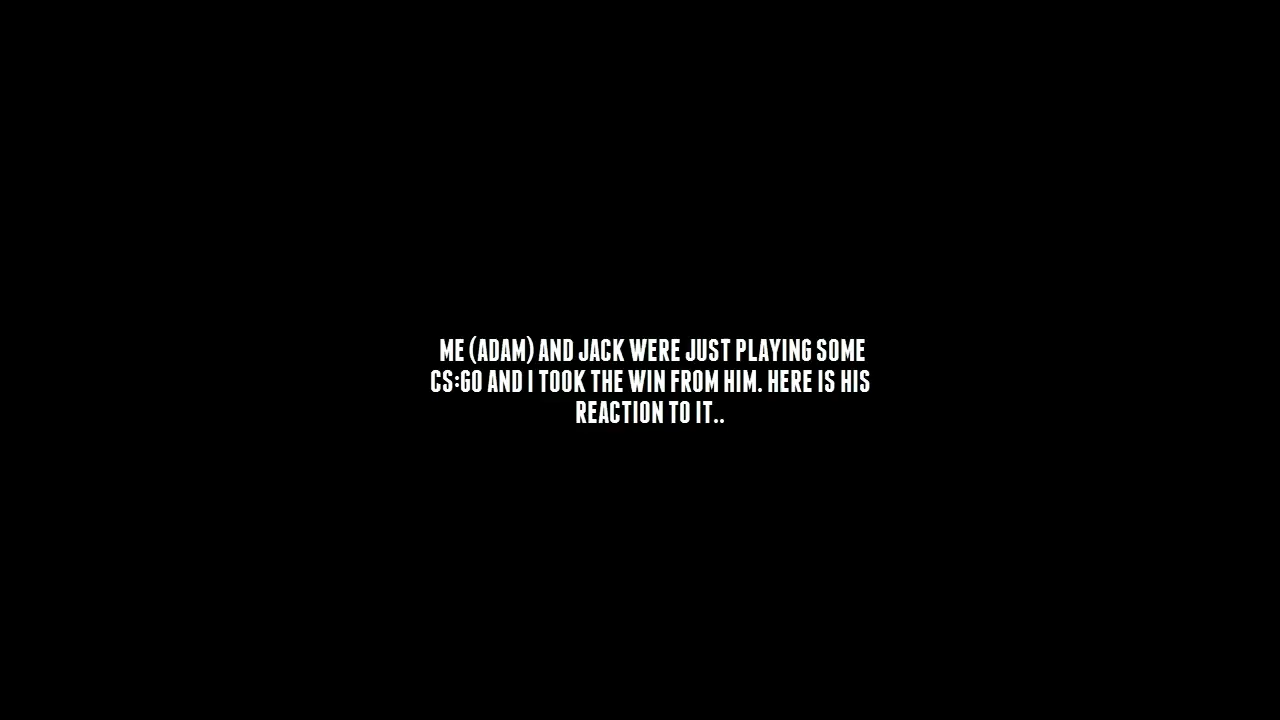 ME (ADAM) AND JACK WERE JUST PLAYING SOME
CS:GO AND I TOOK THE WIN FROM HIM. HERE IS HIS
REACTION TO IT..